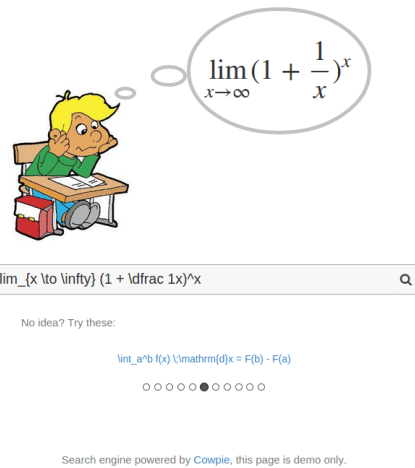 lim_{x→∞}(1 + 1/x)^x
lim_{x \to \infty} (1 + \dfrac 1x)^x
No idea? Try these:
\int_a^b f(x) \;\mathrm{d}x = F(b) - F(a)
Search engine powered by Cowpie, this page is demo only.